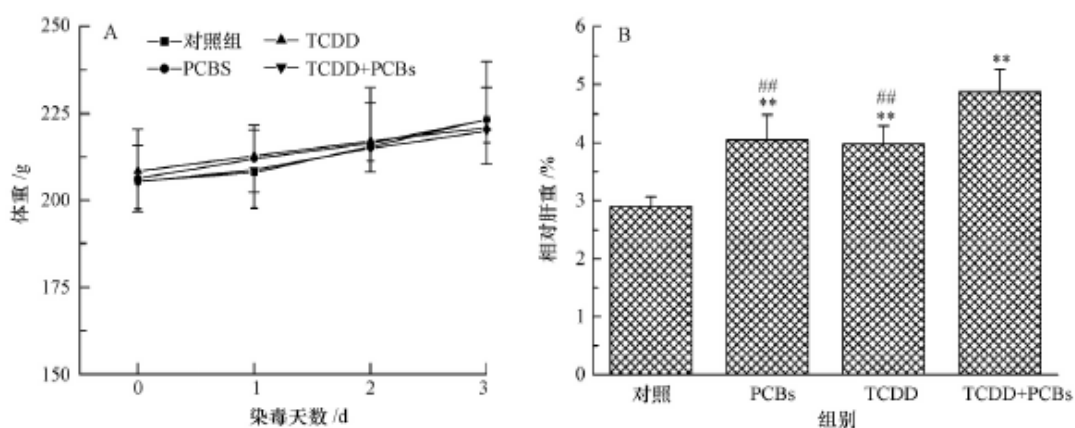 A
对照组 TCDD
PCBS TCDD+PCBs
250
225
200
175
150
体重 /g
0 1 2 3
染毒天数 /d
B
6
5
4
3
2
1
0
相对肝重 /%
##
**
##
**
**
对照 PCBs TCDD TCDD+PCBs
组别